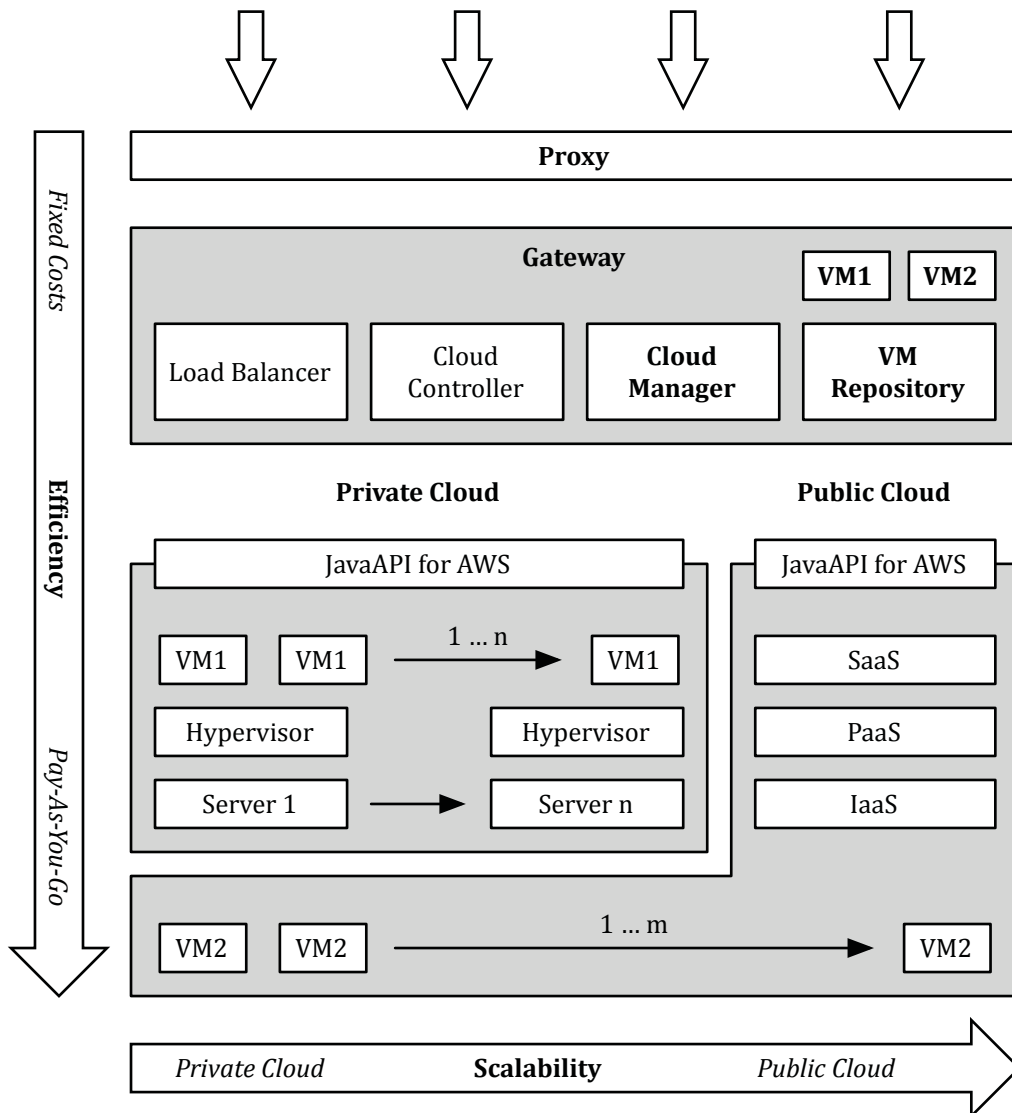 Proxy
Fixed Costs
Efficiency
Pay-As-You-Go
Gateway
VM1
VM2
Load Balancer
Cloud
Controller
Cloud
Manager
VM
Repository
Private Cloud
Public Cloud
JavaAPI for AWS
JavaAPI for AWS
VM1
VM1
1 ... n
VM1
SaaS
Hypervisor
Hypervisor
PaaS
Server 1
Server n
IaaS
VM2
VM2
1 ... m
VM2
Private Cloud
Scalability
Public Cloud